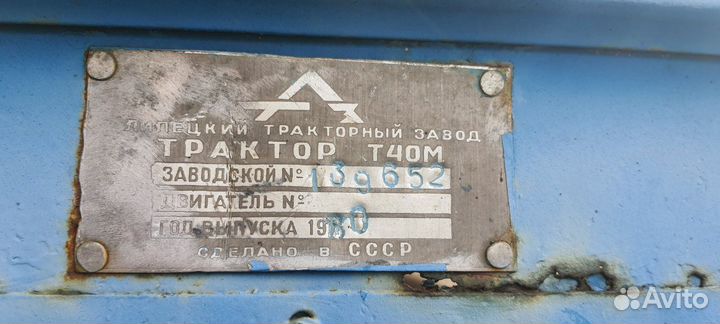 ЛИПЕЦКИЙ ТРАКТОРНЫЙ ЗАВОД
ТРАКТОР Т40М
ЗАВОДСКОЙ № 139652
ДВИГАТЕЛЬ №
ГОД ВЫПУСКА 1980
СДЕЛАНО В СССР
Avito